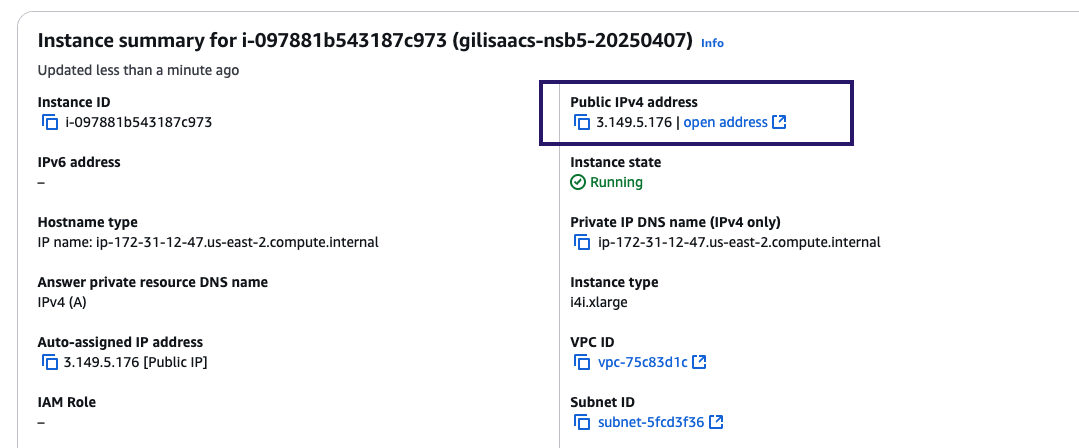 Instance summary for i-097881b543187c973 (gilisaacs-nsb5-20250407) Info
Updated less than a minute ago
Instance ID
i-097881b543187c973
Public IPv4 address
3.149.5.176 | open address
IPv6 address
–
Instance state
Running
Hostname type
IP name: ip-172-31-12-47.us-east-2.compute.internal
Private IP DNS name (IPv4 only)
ip-172-31-12-47.us-east-2.compute.internal
Answer private resource DNS name
IPv4 (A)
Instance type
i4i.xlarge
Auto-assigned IP address
3.149.5.176 [Public IP]
VPC ID
vpc-75c83d1c
IAM Role
–
Subnet ID
subnet-5fcd3f36